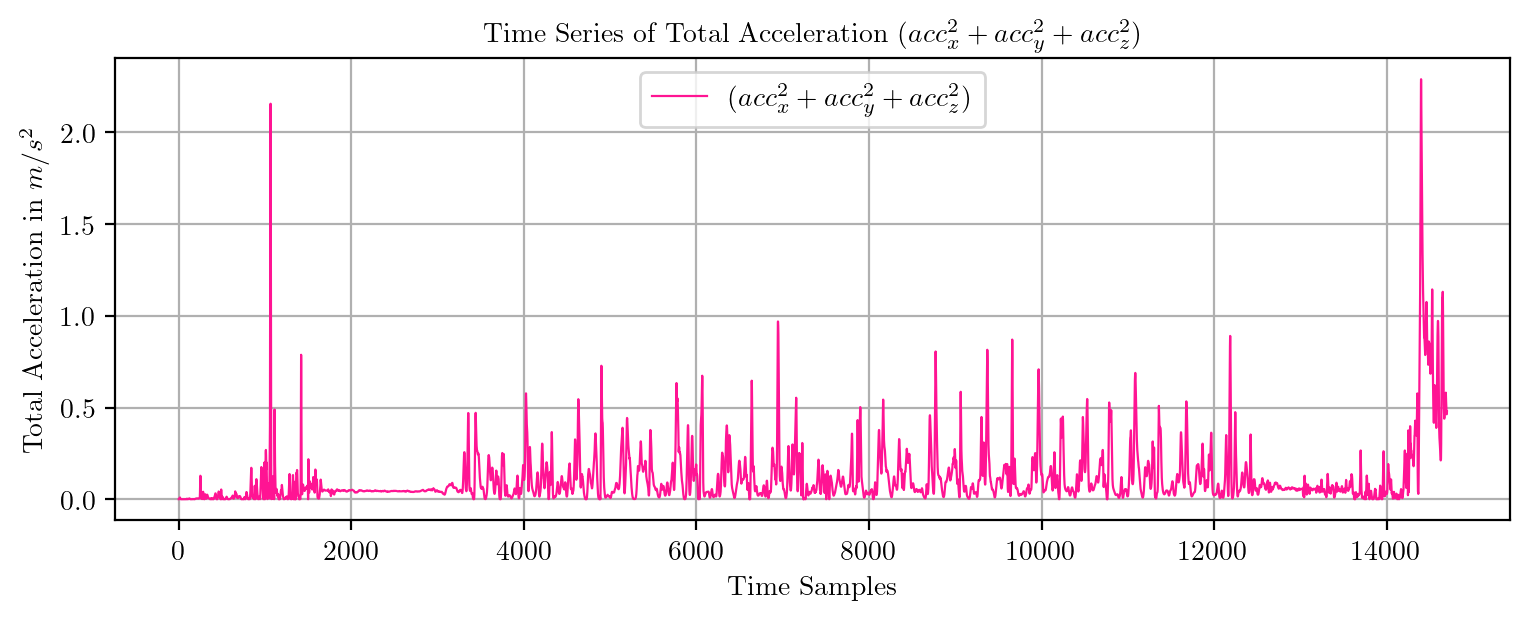 Time Series of Total Acceleration $(acc_x^2 + acc_y^2 + acc_z^2)$
$(acc_x^2 + acc_y^2 + acc_z^2)$
Total Acceleration in $m/s^2$
2.0
1.5
1.0
0.5
0.0
0 2000 4000 6000 8000 10000 12000 14000
Time Samples